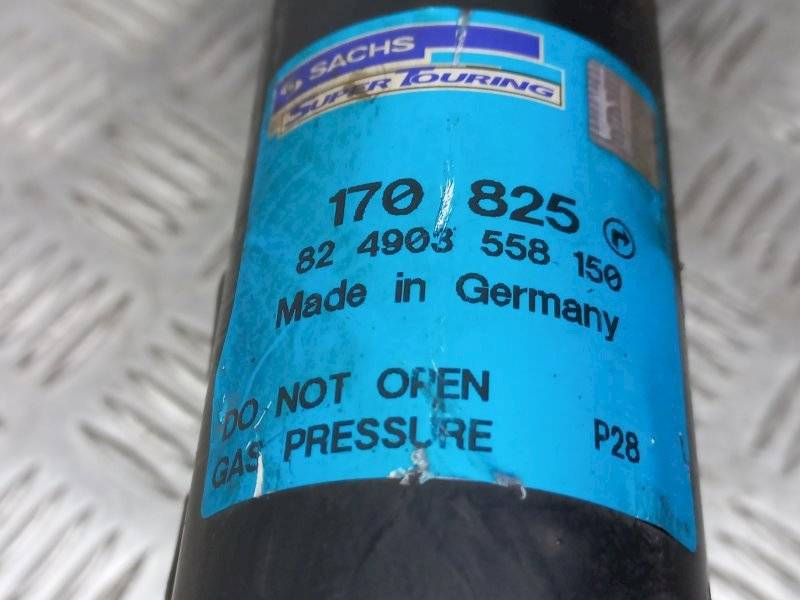 SACHS
SUPER TOURING
170 825
82 4903 558 150
Made in Germany
DO NOT OPEN
GAS PRESSURE P28